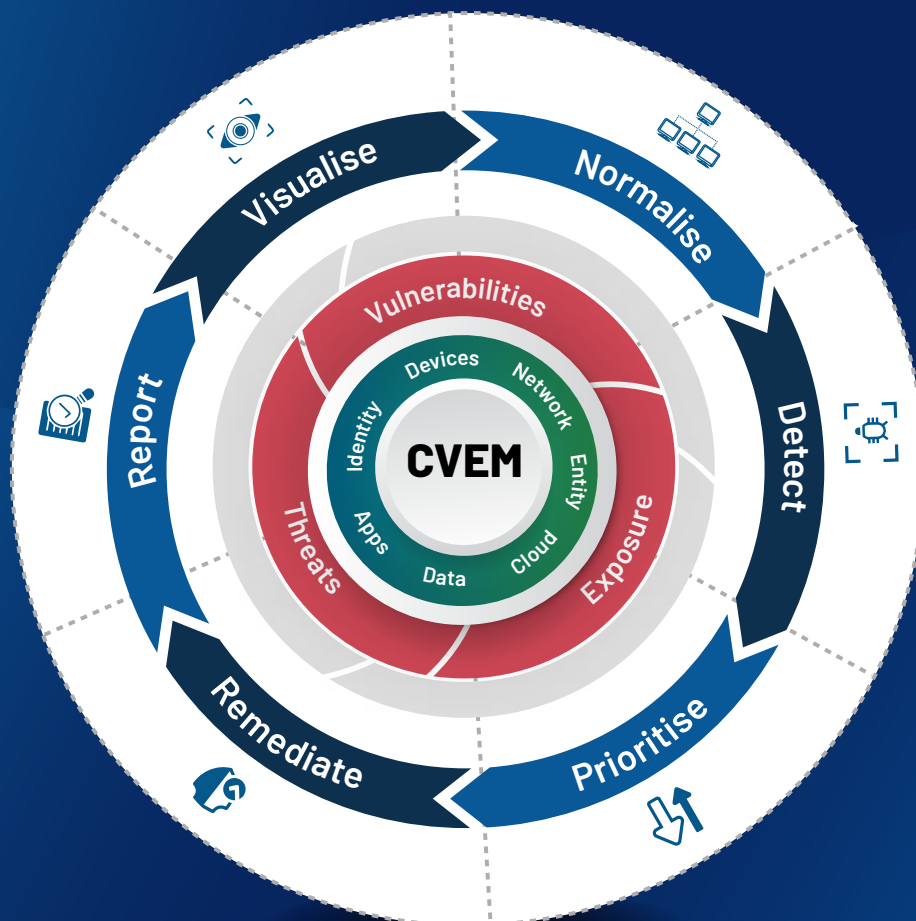 Visualise
Normalise
Detect
Prioritise
Remediate
Report
Vulnerabilities
Exposure
Threats
Devices
Network
Entity
Cloud
Data
Apps
Identity
CVEM